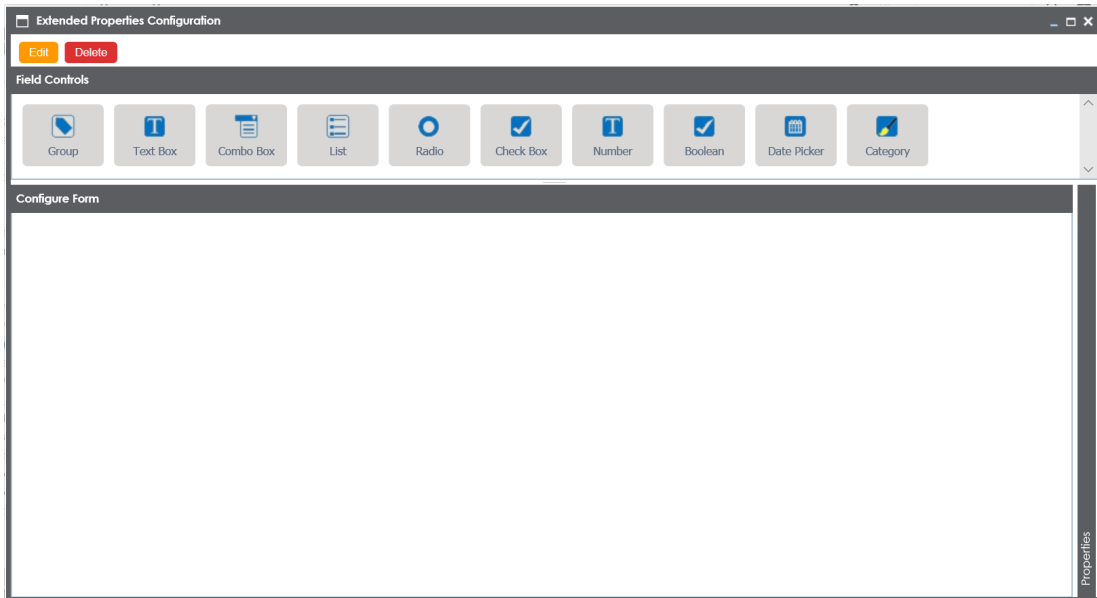 Extended Properties Configuration
Edit Delete
Field Controls
Group Text Box Combo Box List Radio Check Box Number Boolean Date Picker Category
Configure Form
Properties